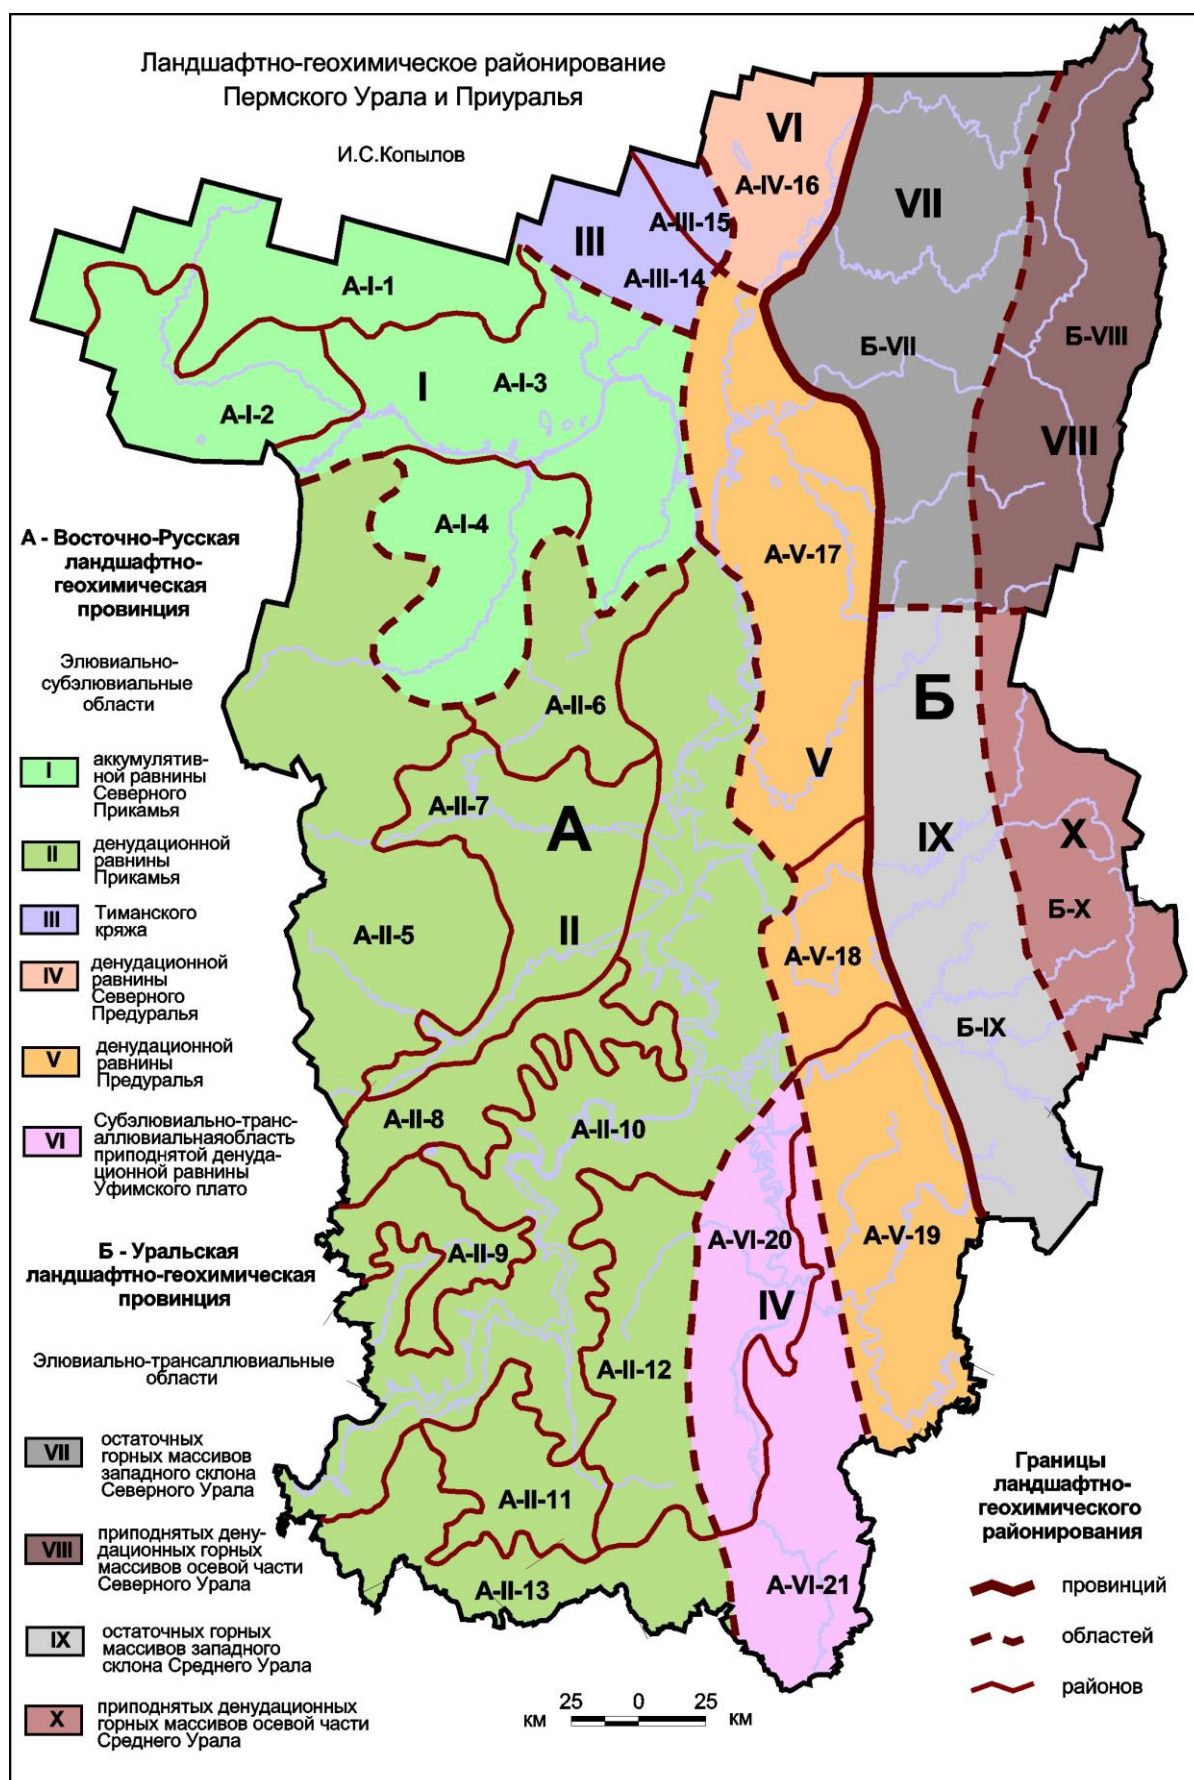 Ландшафтно-геохимическое районирование
Пермского Урала и Приуралья
И.С.Копылов
VI
А-IV-16
VII
III
А-III-15
А-III-14
А-I-1
Б-VII
Б-VIII
I
А-I-3
А-I-2
VIII
А-I-4
А-V-17
А - Восточно-Русская
ландшафтно-
геохимическая
провинция
Элювиально-
субэлювиальные
области
Б
А-II-6
V
I
аккумулятив-
ной равнины
Северного
Прикамья
А-II-7
А
IX
X
II
денудационной
равнины
Прикамья
Б-X
III
Тиманского
кряжа
А-II-5
II
А-V-18
IV
денудационной
равнины
Северного
Предуралья
Б-IX
V
денудационной
равнины
Предуралья
VI
Субэлювиально-транс-
аллювиальнаяобласть
приподнятой денуда-
ционной равнины
Уфимского плато
А-II-8
А-II-10
Б - Уральская
ландшафтно-геохимическая
провинция
А-II-9
А-VI-20
А-V-19
IV
Элювиально-трансаллювиальные
области
А-II-12
VII
остаточных
горных массивов
западного склона
Северного Урала
А-II-11
VIII
приподнятых дену-
дационных горных
массивов осевой части
Северного Урала
А-II-13
А-VI-21
IX
остаточных горных
массивов западного
склона Среднего Урала
X
приподнятых денудационных
горных массивов осевой части
Среднего Урала
Границы
ландшафтно-
геохимического
районирования
провинций
областей
районов
25 0 25
км км